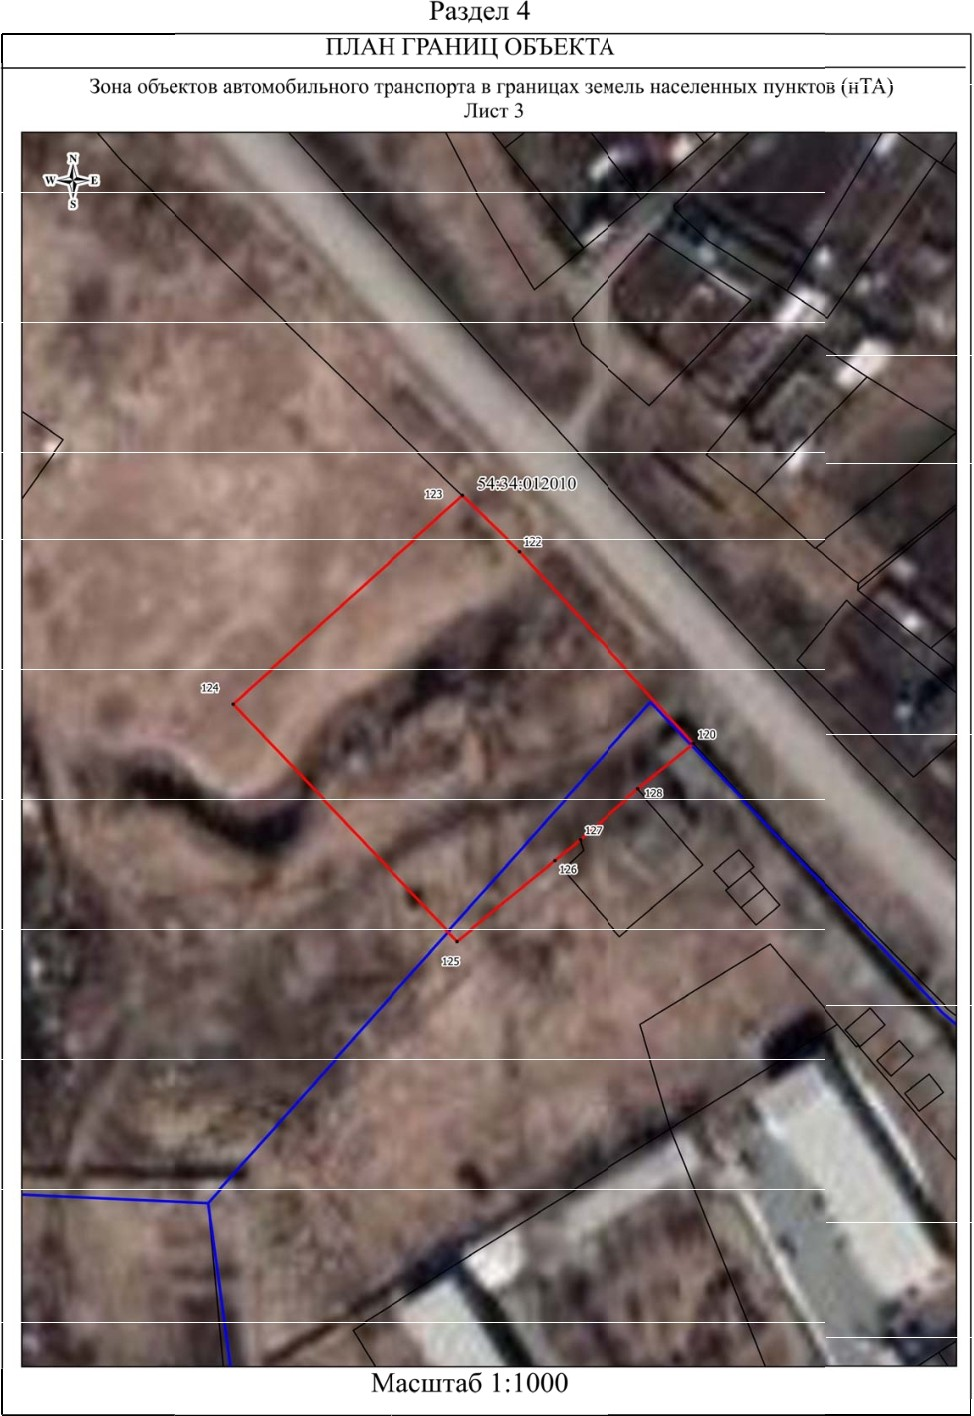 Раздел 4
ПЛАН ГРАНИЦ ОБЪЕКТА
Зона объектов автомобильного транспорта в границах земель населенных пунктов (нТА)
Лист 3
N
W E
S
123 54:34:012010
122
124
120
128
127
126
125
Масштаб 1:1000